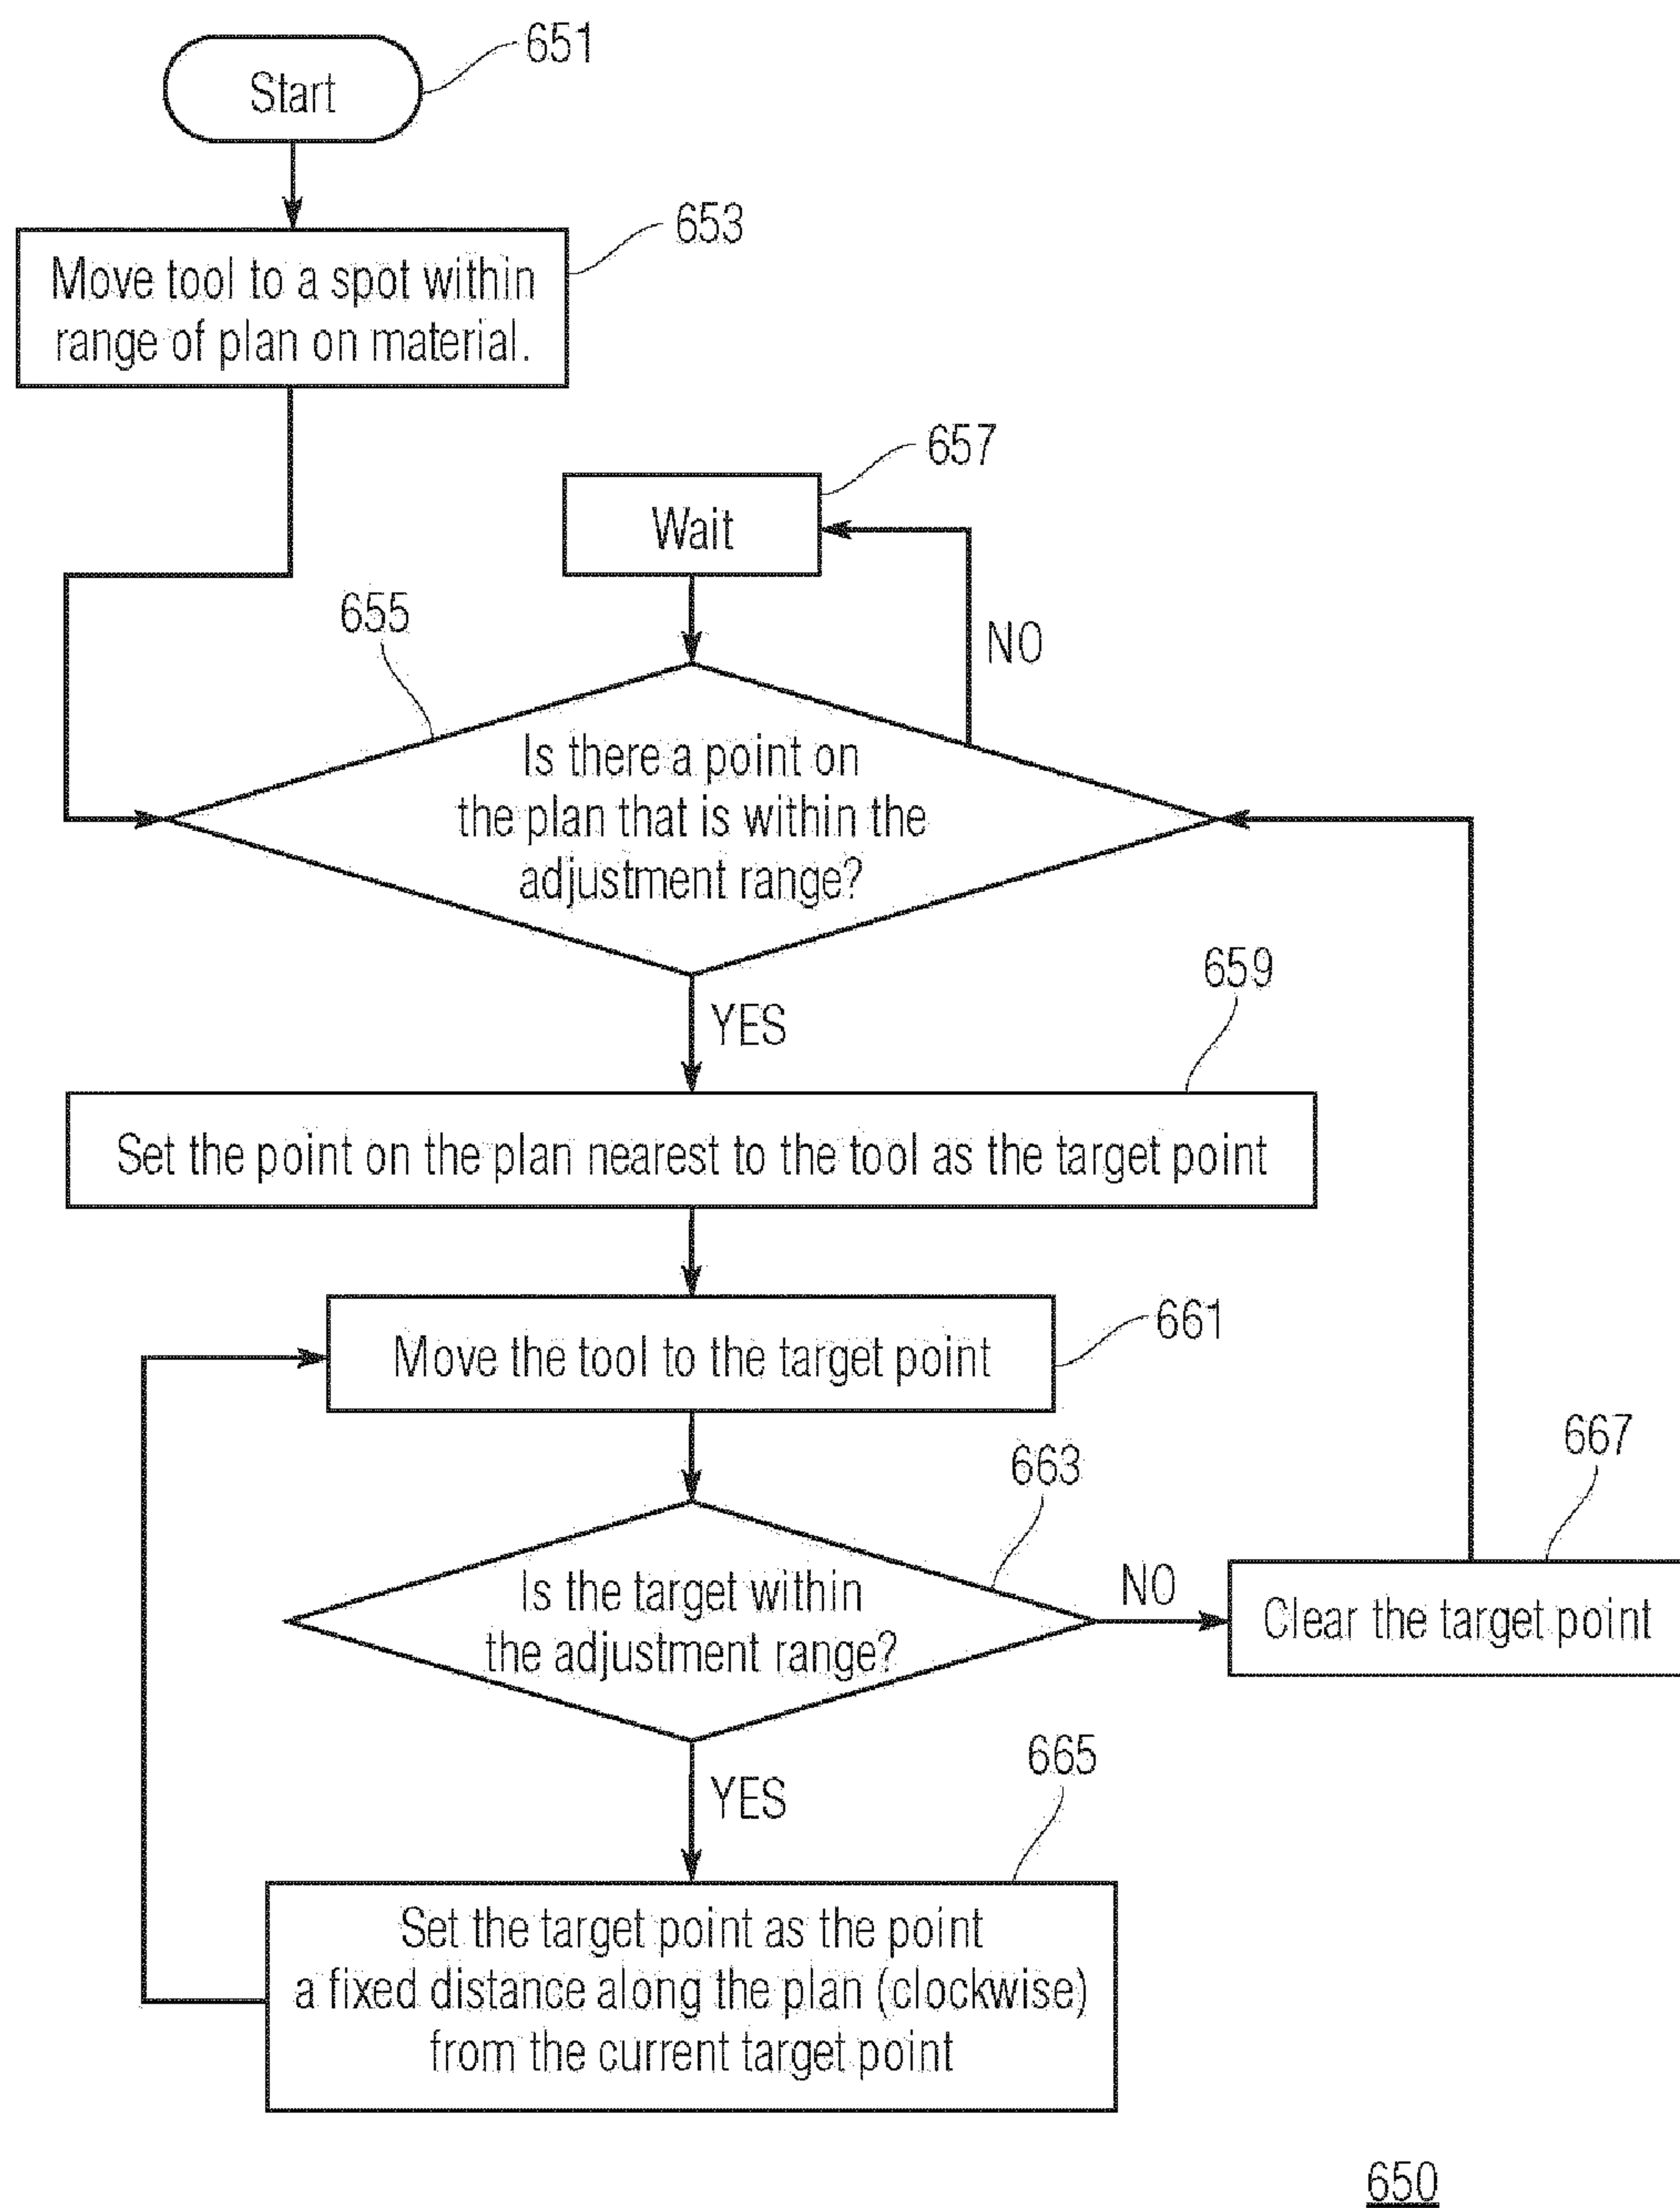 651
Start
653
Move tool to a spot within
range of plan on material.
657
Wait
655
NO
Is there a point on
the plan that is within the
adjustment range?
659
YES
Set the point on the plan nearest to the tool as the target point
661
Move the tool to the target point
663
667
Is the target within
the adjustment range?
NO
Clear the target point
665
YES
Set the target point as the point
a fixed distance along the plan (clockwise)
from the current target point
650